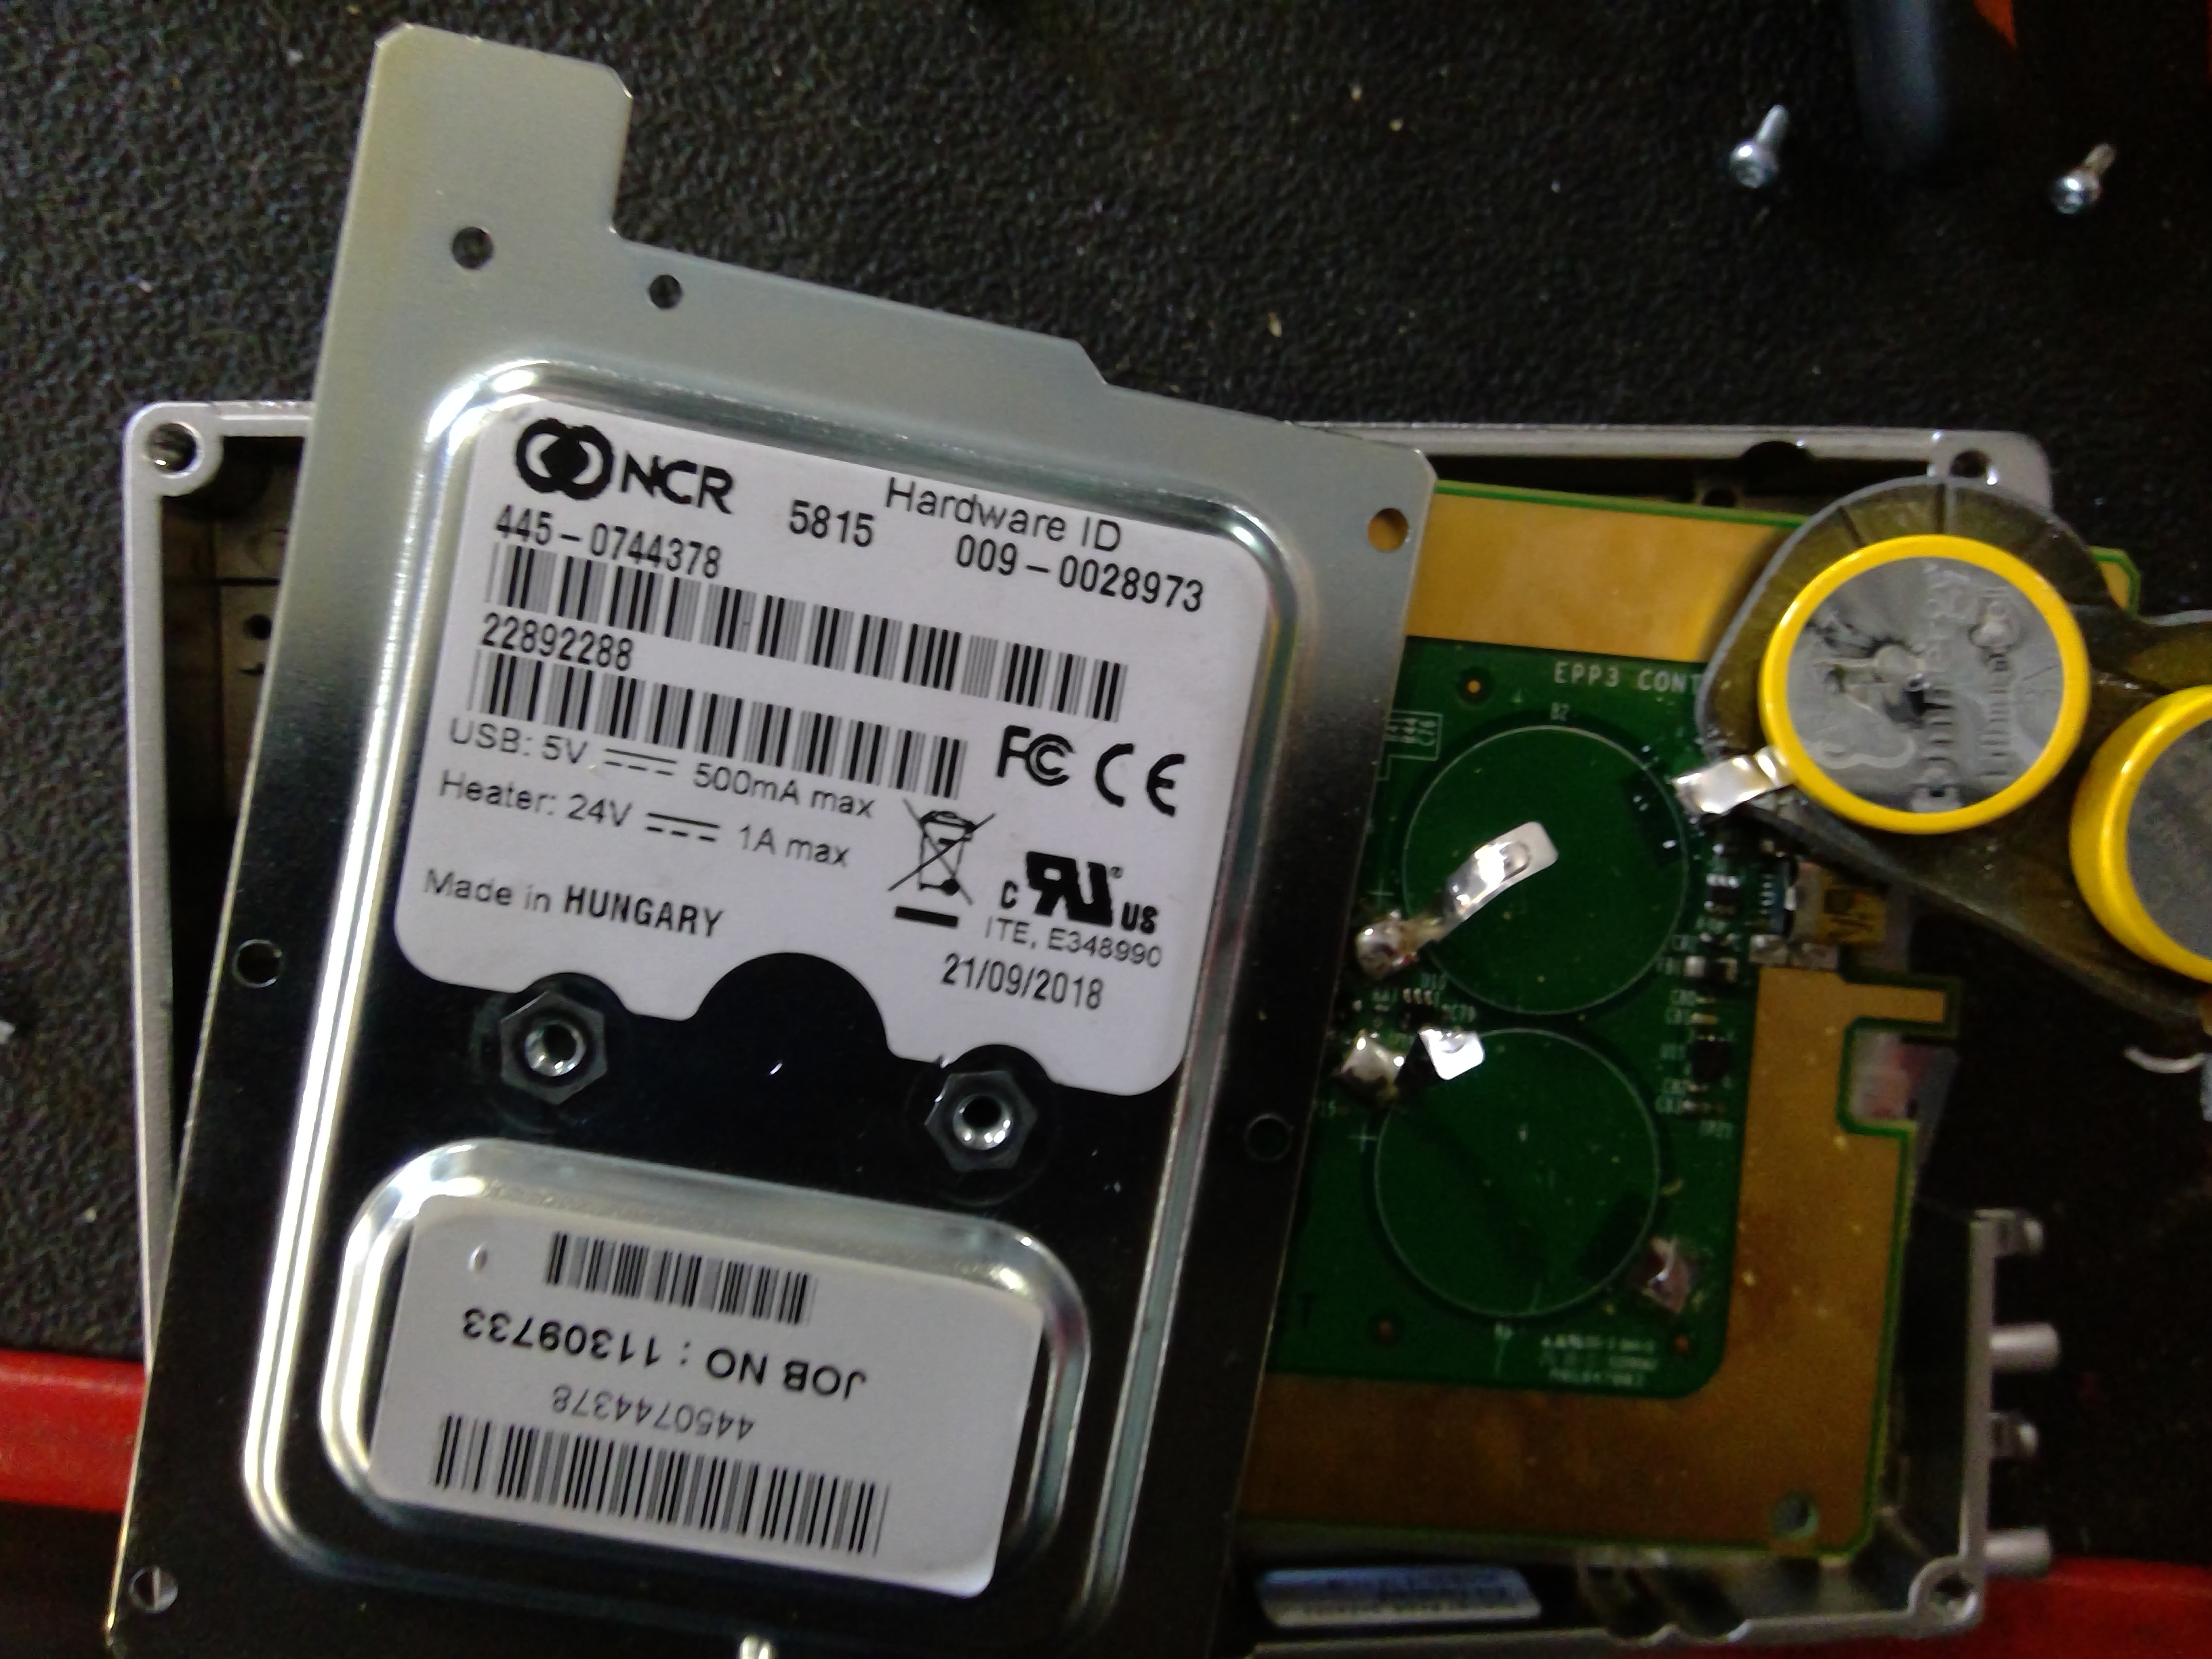 NCR
Hardware ID
445-0744378
5815
009-0028973
22892288
USB: 5V 500mA max
FC CE
Heater: 24V 1A max
Made in HUNGARY
c RU ® US
ITE, E348990
21/09/2018
JOB NO : 11309733
4450744378
EPP3 CONT